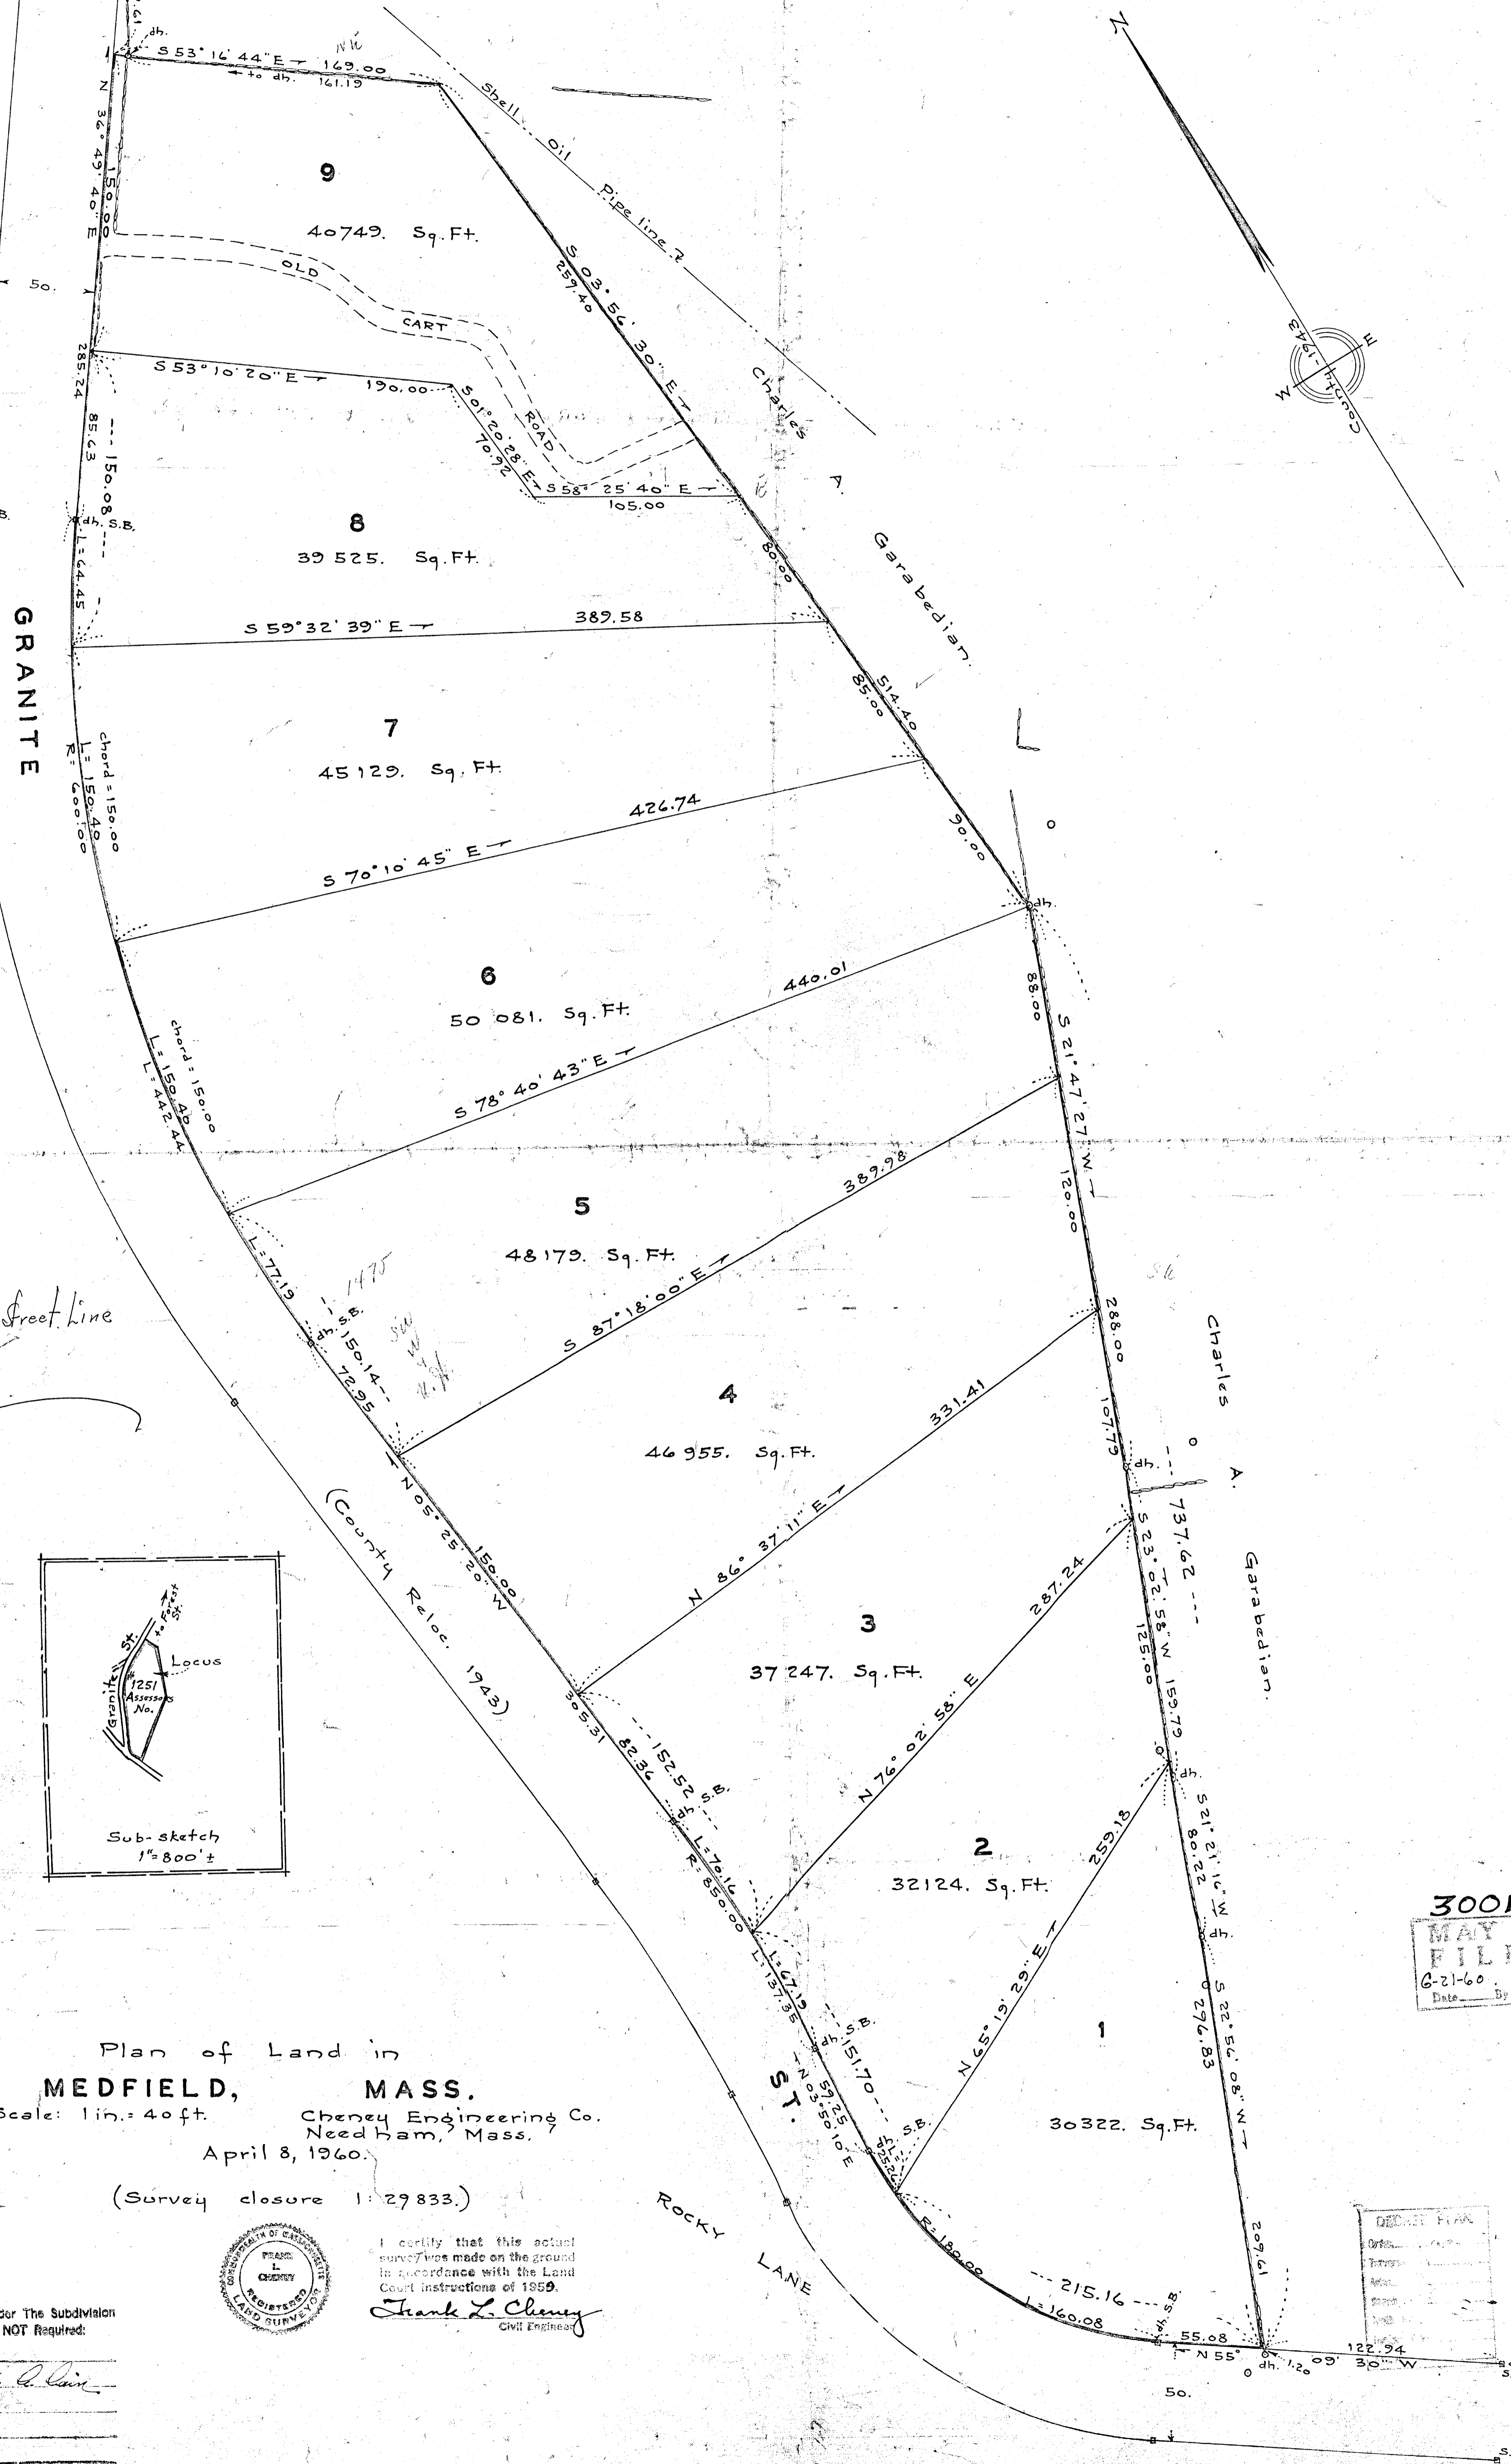 dh.
S 53° 16' 44" E 169.00
to dh. 161.19
N 36° 49' 40" E
150.00
Shell Oil Pipe line ?
N
County - 1943
W
E
9
40749. Sq.Ft.
OLD
CART
ROAD
50.
S 03° 56' 30" E
259.40
285.24
S 53° 10' 20" E 190.00
S 01° 20' 28" E
70.92
S 58° 25' 40" E
105.00
85.63
--- 150.08 ---
dh. S.B.
L=64.45
Charles A. Garabedian.
8
39 525. Sq.Ft.
80.00
S 59° 32' 39" E 389.58
GRANITE
514.40
85.00
7
45 129. Sq. Ft.
chord = 150.00
L = 150.40
R = 600.00
426.74
S 70° 10' 45" E
90.00
dh.
6
50 081. Sq.Ft.
440.01
S 78° 40' 43" E
88.00
S 21° 47' 27" W
chord = 150.00
L = 150.40
L = 442.44
5
48 179. Sq. Ft.
389.98
S 87° 18' 00" E
120.00
L=77.19
1475
dh. S.B.
150.14 --
72.95
Street Line
288.00
Charles A. Garabedian.
4
46 955. Sq.Ft.
331.41
N 86° 37' 11" E
107.79
dh.
--- 737.62 ---
N 05° 25' 20" W
150.00
(County Reloc. 1943)
S 23° 02' 58" W 159.79
125.00
3
37 247. Sq.Ft.
287.24
N 76° 02' 58" E
to Forest St.
Granite St.
Locus
1251
Assessors
No.
Sub-sketch
1"=800'±
305.31
82.36
--- 152.52 ---
dh. S.B.
L=70.16
R=850.00
dh.
S 21° 21' 16" W
80.22
dh.
2
32124. Sq.Ft.
259.18
N 65° 19' 29" E
L=67.19
L=137.35
dh. S.B.
--151.70---
59.25
N 03° 50' 10" E
ST.
dh. S.B.
S 22° 56' 08" W
296.83
1
30322. Sq.Ft.
209.61
MAY
6-21-60
Date By
Plan of Land in
MEDFIELD, MASS.
Scale: 1 in.= 40 ft.
Cheney Engineering Co.
Needham, Mass.
April 8, 1960.
(Survey closure 1: 29 833.)
COMMONWEALTH OF MASSACHUSETTS
FRANK
L.
CHENEY
REGISTERED
LAND SURVEYOR
I certify that this actual
survey was made on the ground
in accordance with the Land
Court instructions of 1959.
Frank L. Cheney
Civil Engineer
The Subdivision
NOT Required:
ROCKY LANE
R=180.00
L=160.08
--- 215.16 ---
dh. S.B.
55.08
N 55° 09' 30" W
dh.
1.20
122.94
50.